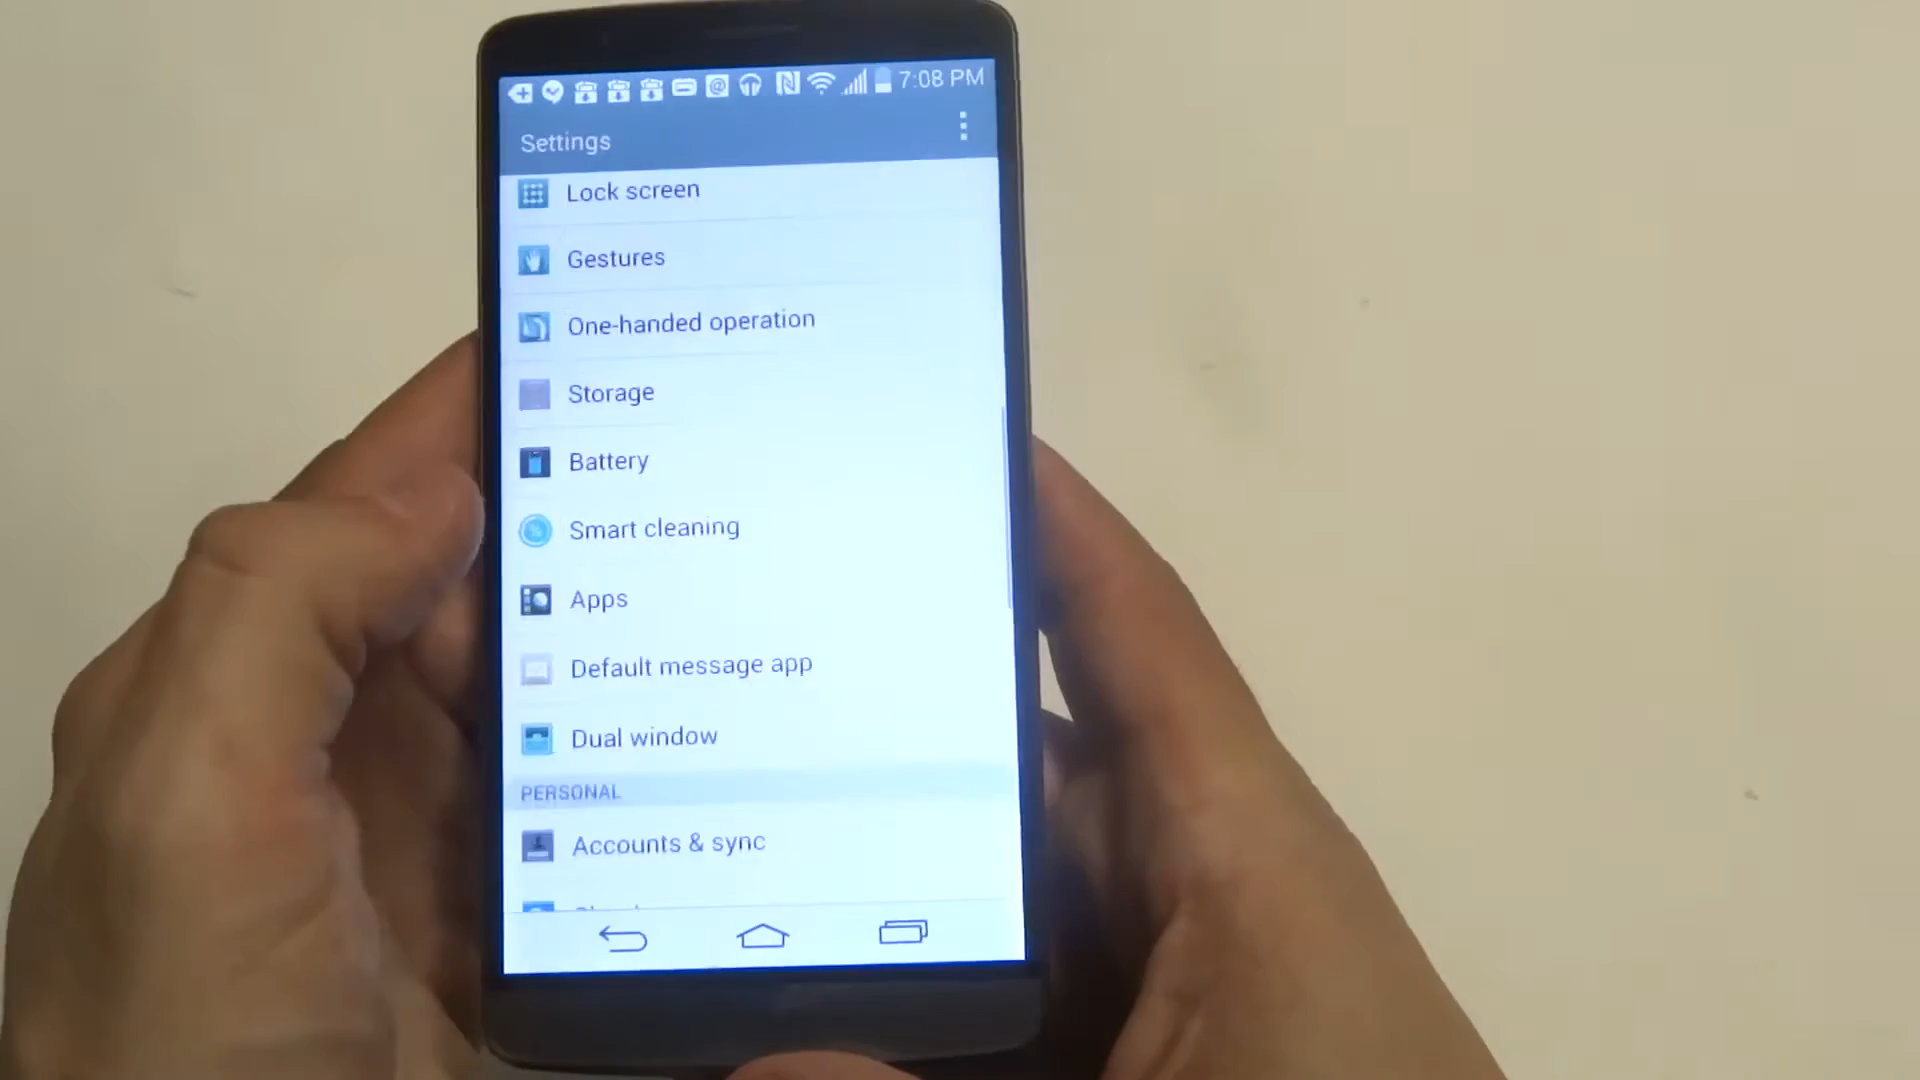 7:08 PM
Settings
Lock screen
Gestures
One-handed operation
Storage
Battery
Smart cleaning
Apps
Default message app
Dual window
PERSONAL
Accounts & sync